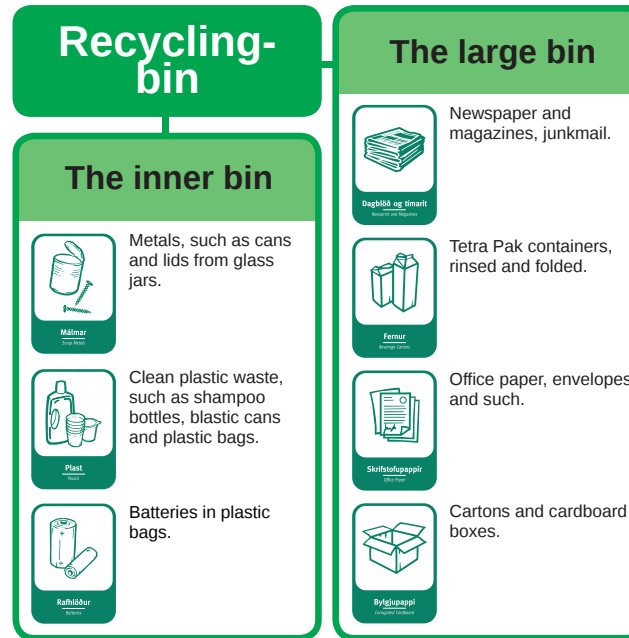 Recycling-
bin
The inner bin
Málmar
Scrap Metals
Metals, such as cans
and lids from glass
jars.
Plast
Plastic
Clean plastic waste,
such as shampoo
bottles, blastic cans
and plastic bags.
Rafhlöður
Batteries
Batteries in plastic
bags.
The large bin
Dagblöð og tímarit
Newsprint and Magazines
Newspaper and
magazines, junkmail.
Fernur
Beverage Cartons
Tetra Pak containers,
rinsed and folded.
Skrifstofupappír
Office Paper
Office paper, envelopes
and such.
Bylgjupappi
Corrugated Cardboard
Cartons and cardboard
boxes.